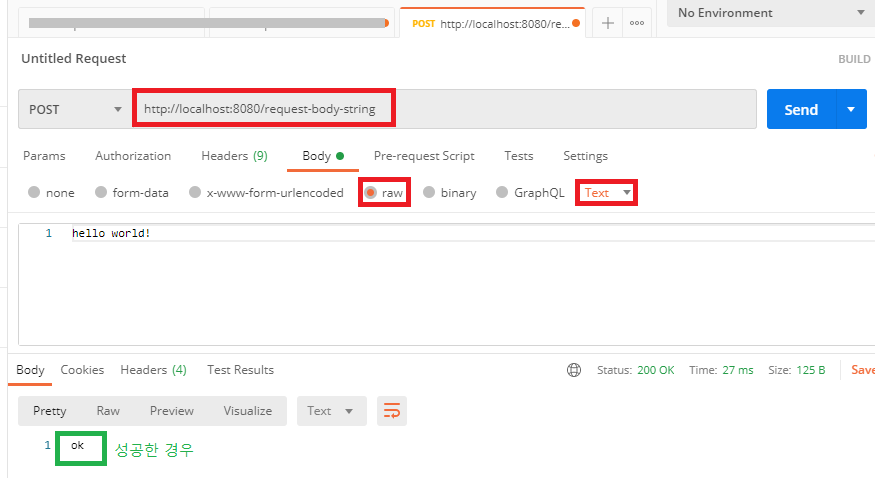 POST http://localhost:8080/re... + ooo No Environment
Untitled Request BUILD
POST http://localhost:8080/request-body-string Send
Params Authorization Headers (9) Body Pre-request Script Tests Settings
none form-data x-www-form-urlencoded raw binary GraphQL Text
1 hello world!
Body Cookies Headers (4) Test Results Status: 200 OK Time: 27 ms Size: 125 B Save
Pretty Raw Preview Visualize Text
1 ok 성공한 경우